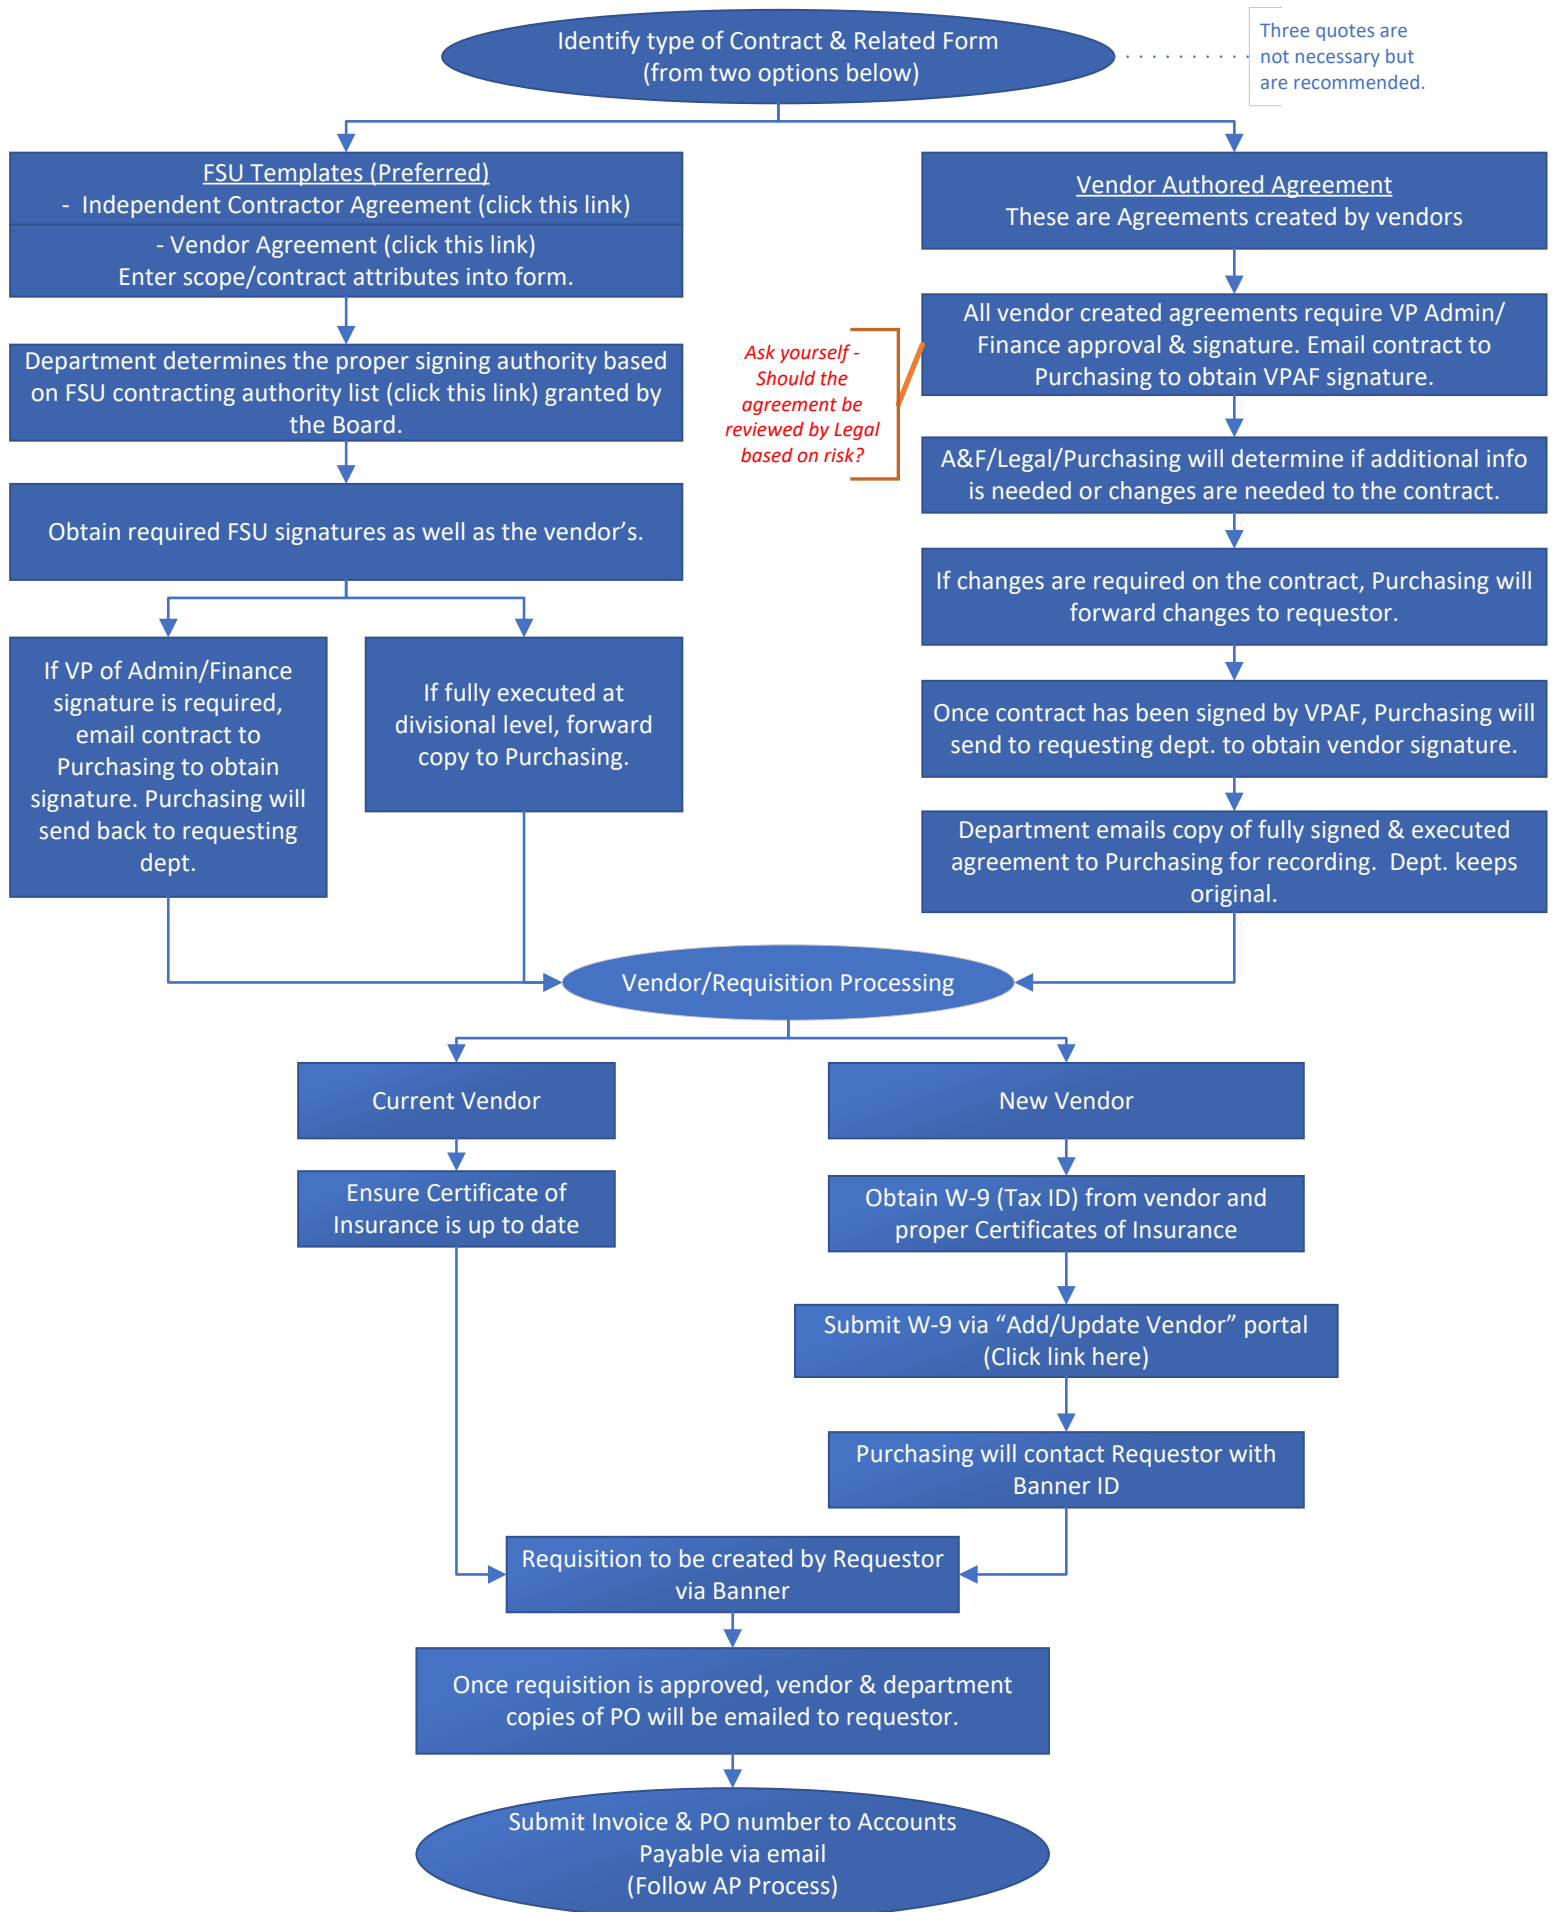 Identify type of Contract & Related Form
(from two options below)
Three quotes are
not necessary but
are recommended.
FSU Templates (Preferred)
- Independent Contractor Agreement (click this link)
- Vendor Agreement (click this link)
Enter scope/contract attributes into form.
Department determines the proper signing authority based
on FSU contracting authority list (click this link) granted by
the Board.
Obtain required FSU signatures as well as the vendor’s.
If VP of Admin/Finance
signature is required,
email contract to
Purchasing to obtain
signature. Purchasing will
send back to requesting
dept.
If fully executed at
divisional level, forward
copy to Purchasing.
Vendor Authored Agreement
These are Agreements created by vendors
All vendor created agreements require VP Admin/
Finance approval & signature. Email contract to
Purchasing to obtain VPAF signature.
Ask yourself -
Should the
agreement be
reviewed by Legal
based on risk?
A&F/Legal/Purchasing will determine if additional info
is needed or changes are needed to the contract.
If changes are required on the contract, Purchasing will
forward changes to requestor.
Once contract has been signed by VPAF, Purchasing will
send to requesting dept. to obtain vendor signature.
Department emails copy of fully signed & executed
agreement to Purchasing for recording.  Dept. keeps
original.
Vendor/Requisition Processing
Current Vendor
Ensure Certificate of
Insurance is up to date
New Vendor
Obtain W-9 (Tax ID) from vendor and
proper Certificates of Insurance
Submit W-9 via “Add/Update Vendor” portal
(Click link here)
Purchasing will contact Requestor with
Banner ID
Requisition to be created by Requestor
via Banner
Once requisition is approved, vendor & department
copies of PO will be emailed to requestor.
Submit Invoice & PO number to Accounts
Payable via email
(Follow AP Process)